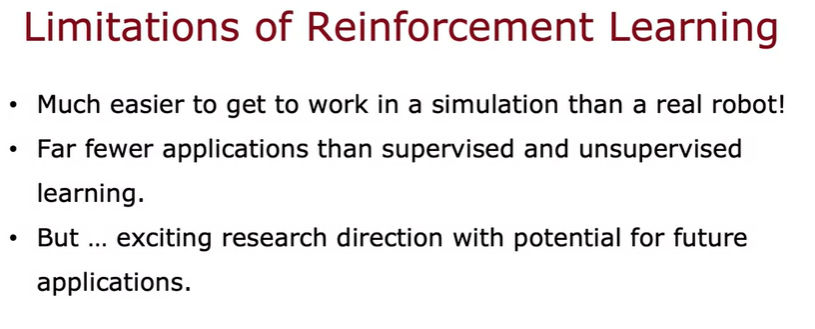 Limitations of Reinforcement Learning
• Much easier to get to work in a simulation than a real robot!
• Far fewer applications than supervised and unsupervised
learning.
• But … exciting research direction with potential for future
applications.